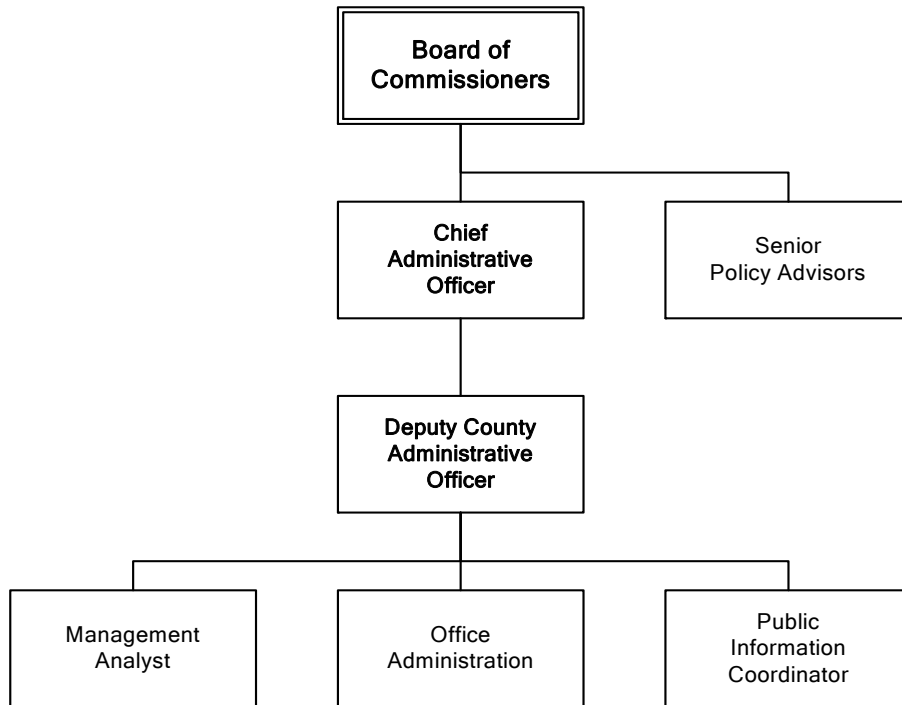 Board of
Commissioners
Chief
Administrative
Officer
Senior
Policy Advisors
Deputy County
Administrative
Officer
Management
Analyst
Office
Administration
Public
Information
Coordinator